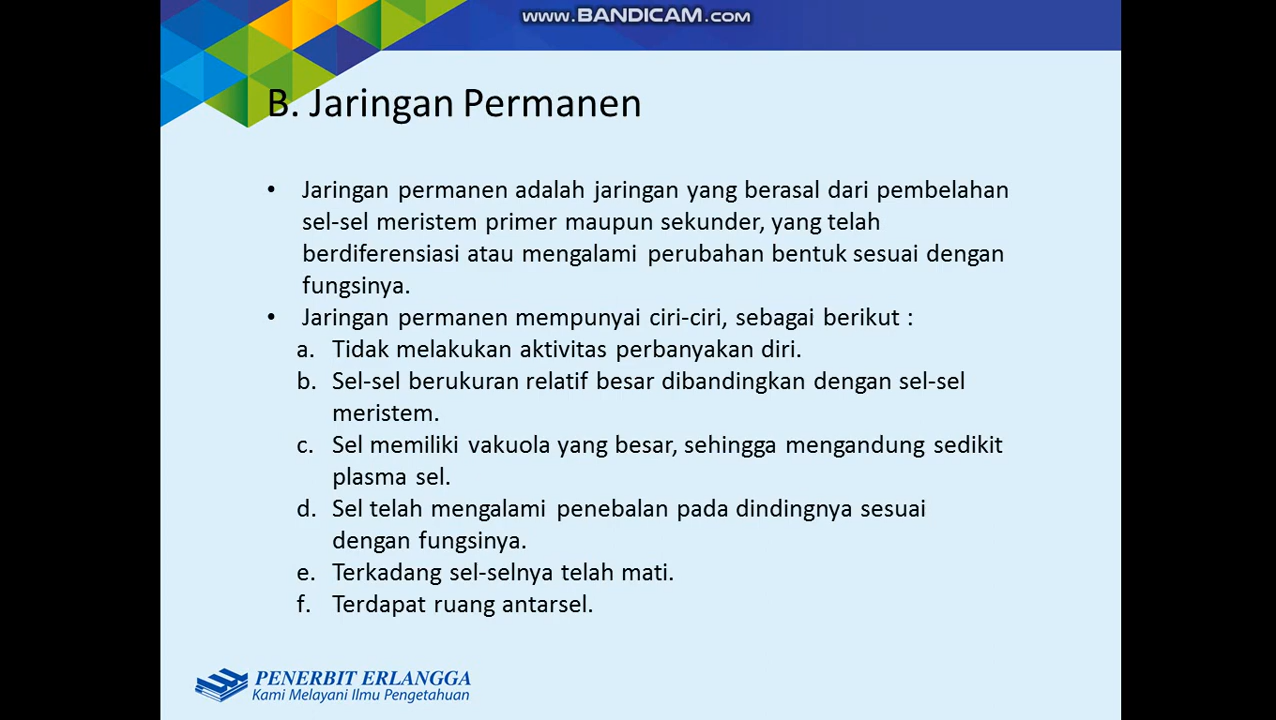 www.BANDICAM.com
B. Jaringan Permanen
• Jaringan permanen adalah jaringan yang berasal dari pembelahan
sel-sel meristem primer maupun sekunder, yang telah
berdiferensiasi atau mengalami perubahan bentuk sesuai dengan
fungsinya.
• Jaringan permanen mempunyai ciri-ciri, sebagai berikut :
a. Tidak melakukan aktivitas perbanyakan diri.
b. Sel-sel berukuran relatif besar dibandingkan dengan sel-sel
meristem.
c. Sel memiliki vakuola yang besar, sehingga mengandung sedikit
plasma sel.
d. Sel telah mengalami penebalan pada dindingnya sesuai
dengan fungsinya.
e. Terkadang sel-selnya telah mati.
f. Terdapat ruang antarsel.
PENERBIT ERLANGGA
Kami Melayani Ilmu Pengetahuan